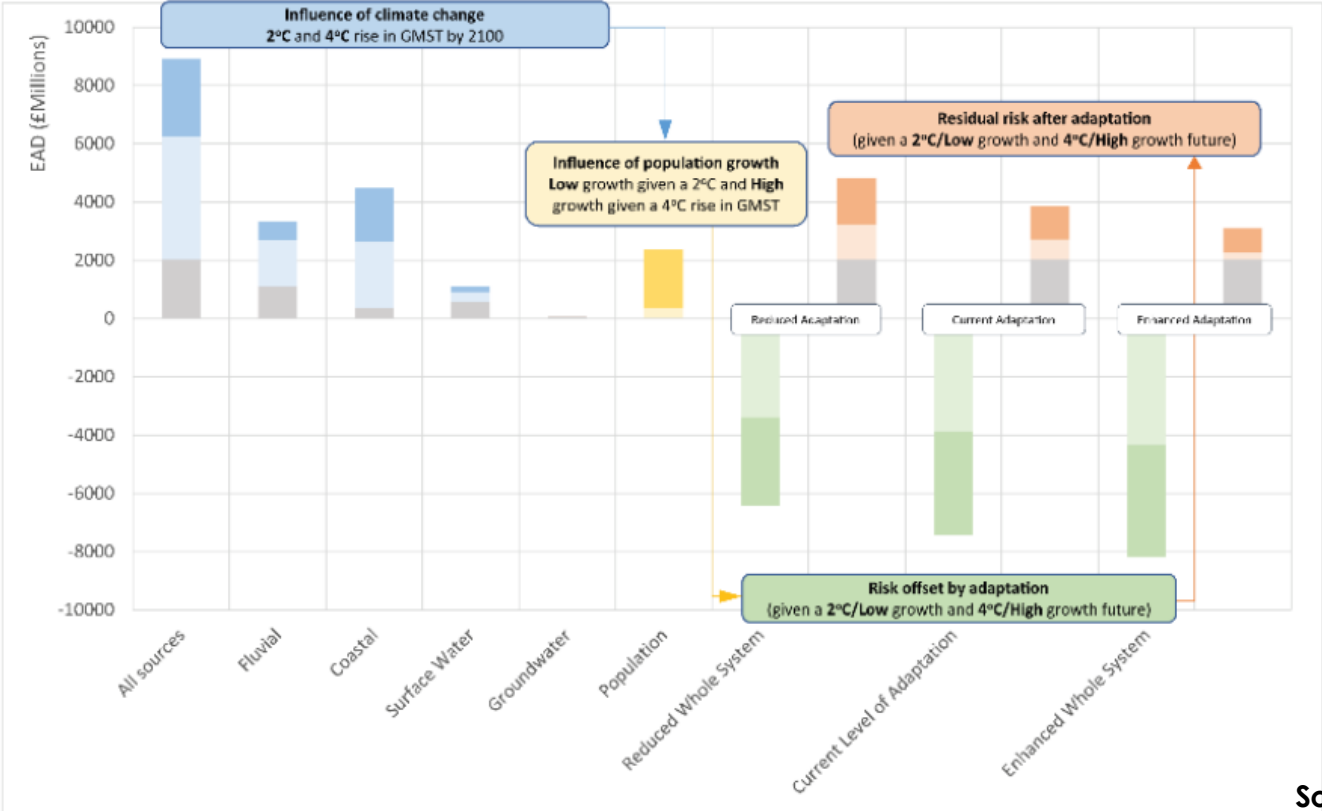 Influence of climate change
2°C and 4°C rise in GMST by 2100
EAD (£Millions)
10000
8000
6000
4000
2000
0
-2000
-4000
-6000
-8000
-10000
Influence of population growth
Low growth given a 2°C and High
growth given a 4°C rise in GMST
Residual risk after adaptation
(given a 2°C/Low growth and 4°C/High growth future)
Reduced Adaptation
Current Adaptation
Enhanced Adaptation
Risk offset by adaptation
(given a 2°C/Low growth and 4°C/High growth future)
All sources
Fluvial
Coastal
Surface Water
Groundwater
Population
Reduced Whole System
Current Level of Adaptation
Enhanced Whole System
So